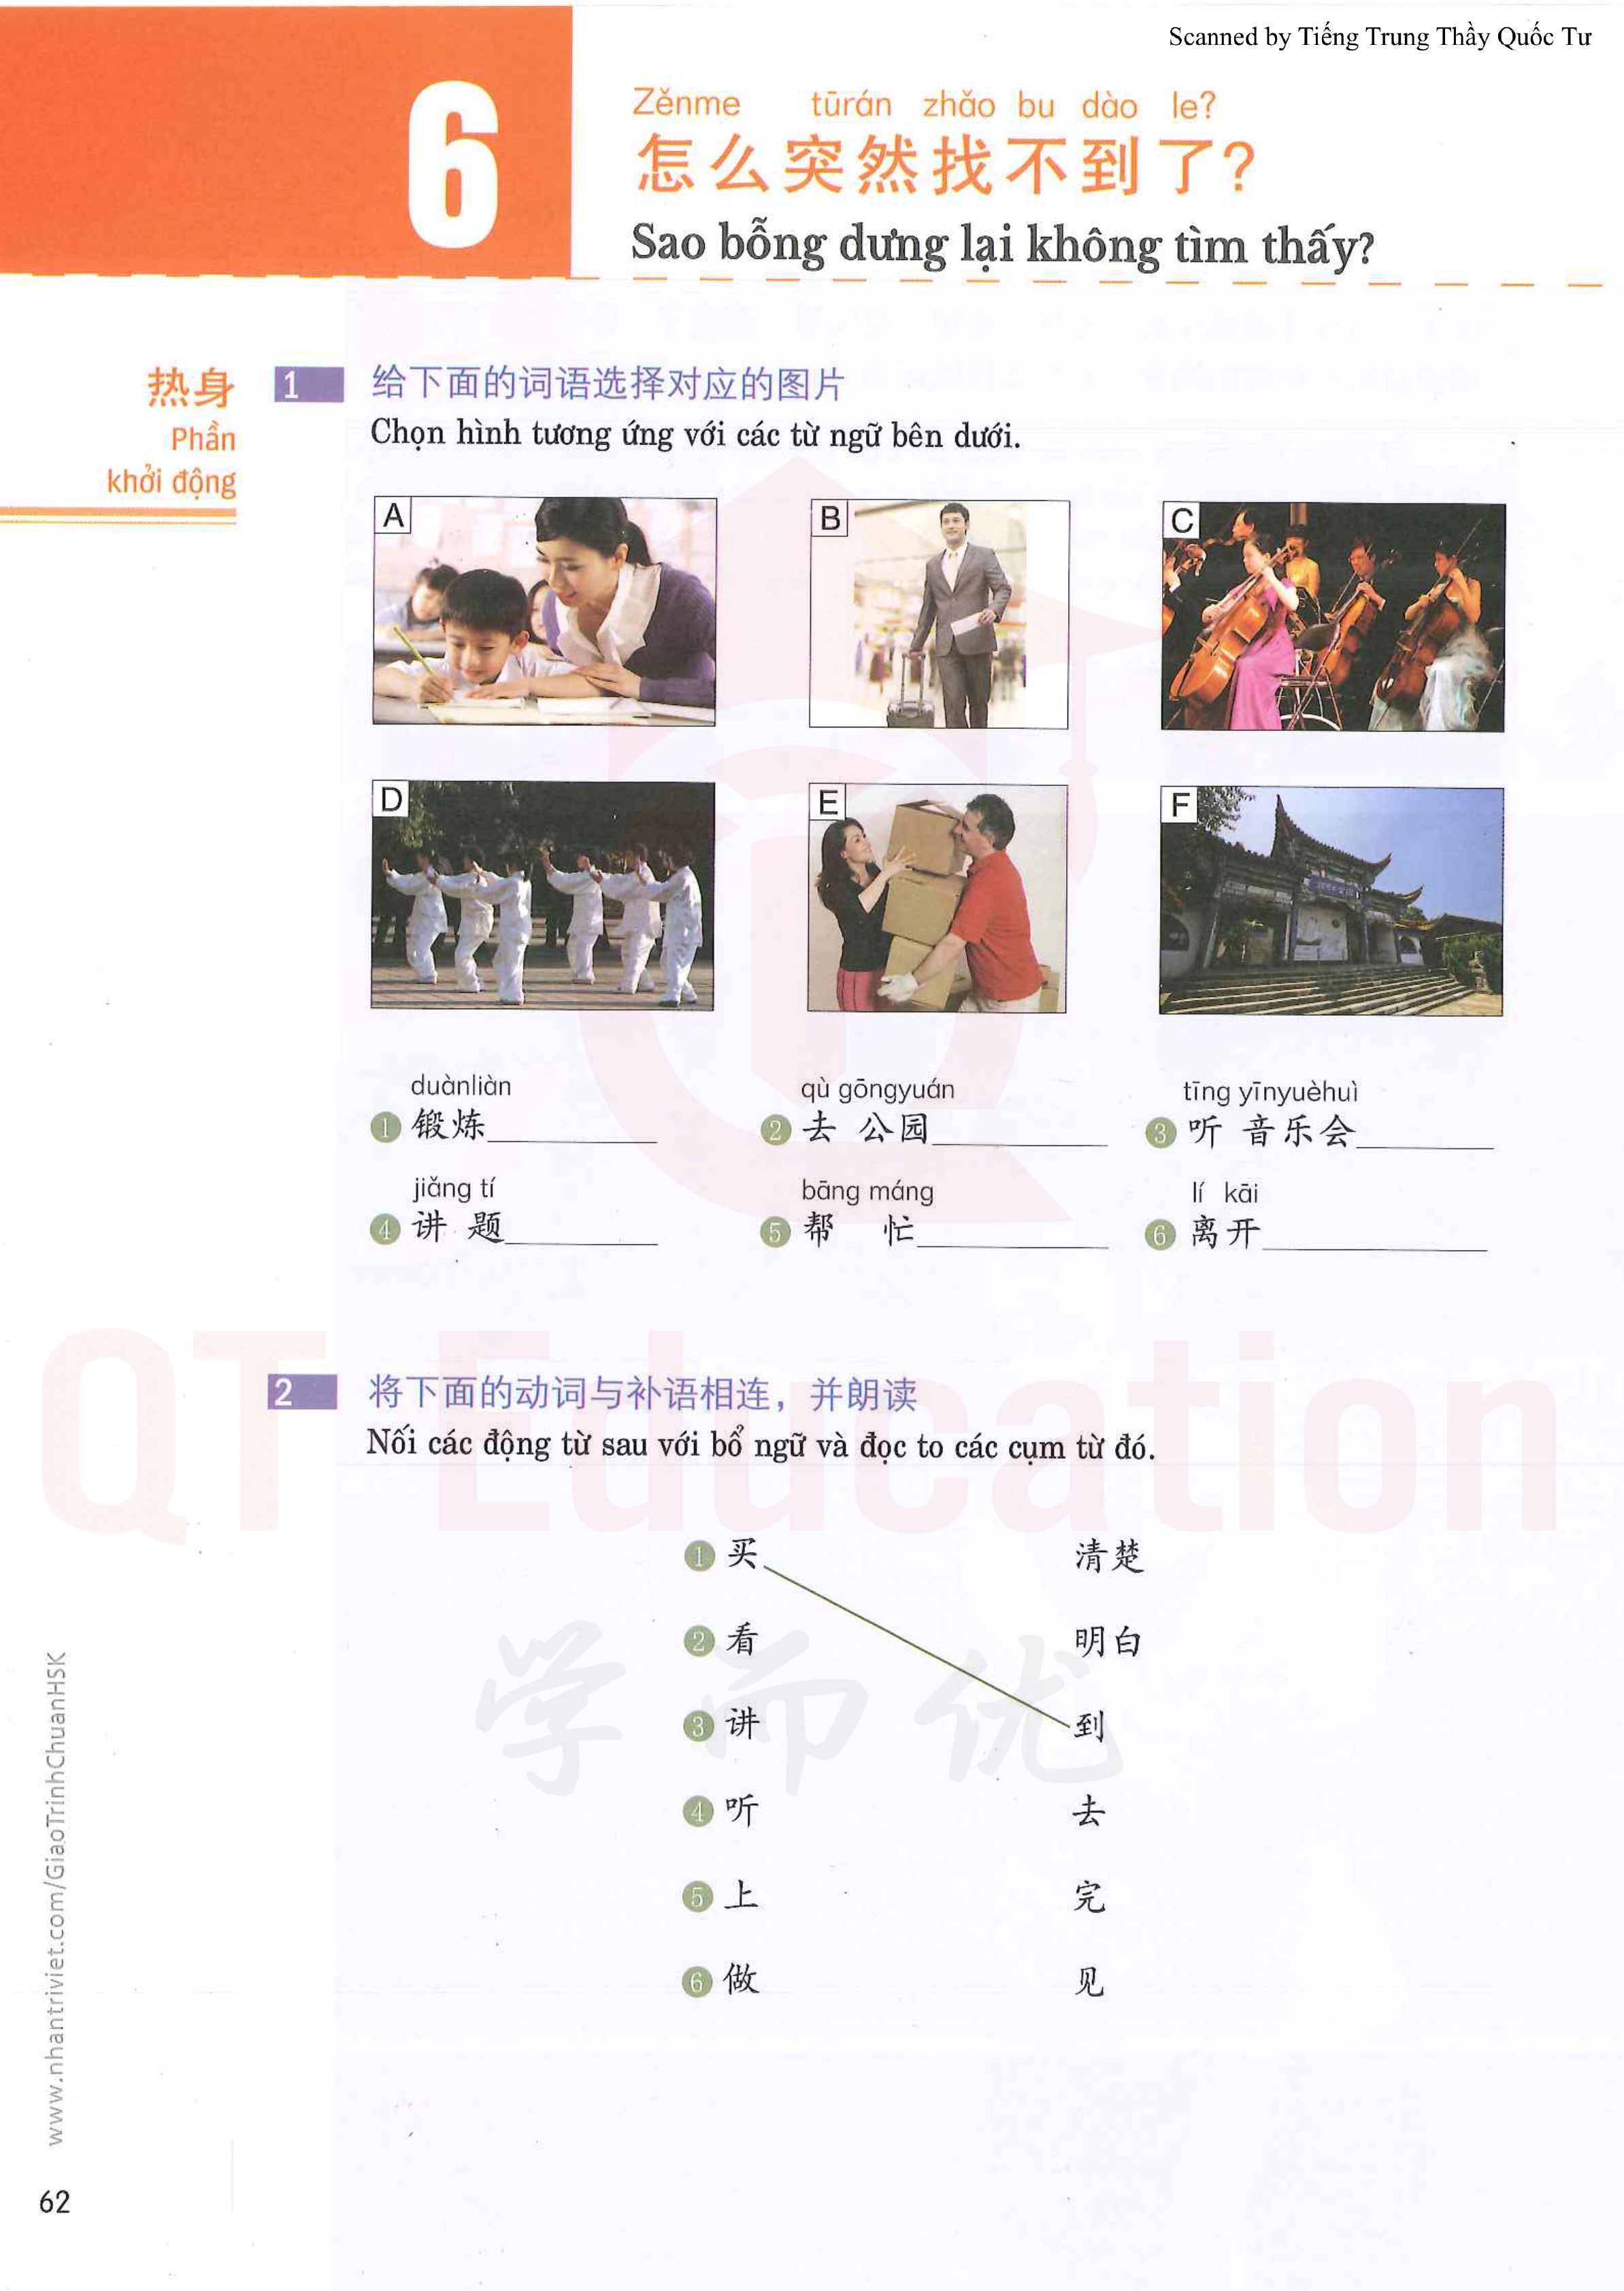 Scanned by Tiếng Trung Thầy Quốc Tư
6
Zěnme tūrán zhǎo bu dào le?
怎么突然找不到了?
Sao bỗng dưng lại không tìm thấy?
热身
Phần
khởi động
1 给下面的词语选择对应的图片
Chọn hình tương ứng với các từ ngữ bên dưới.
A B C
D E F
duànliàn qù gōngyuán tīng yīnyuèhuì
1 锻炼 2 去 公园 3 听 音乐会
jiǎng tí bāng máng lí kāi
4 讲 题 5 帮 忙 6 离开
QT Education
2 将下面的动词与补语相连，并朗读
Nối các động từ sau với bổ ngữ và đọc to các cụm từ đó.
1 买 清楚
2 看 明白
学而优
3 讲 到
4 听 去
5 上 完
6 做 见
www.nhantriviet.com/GiaoTrinhChuanHSK
62